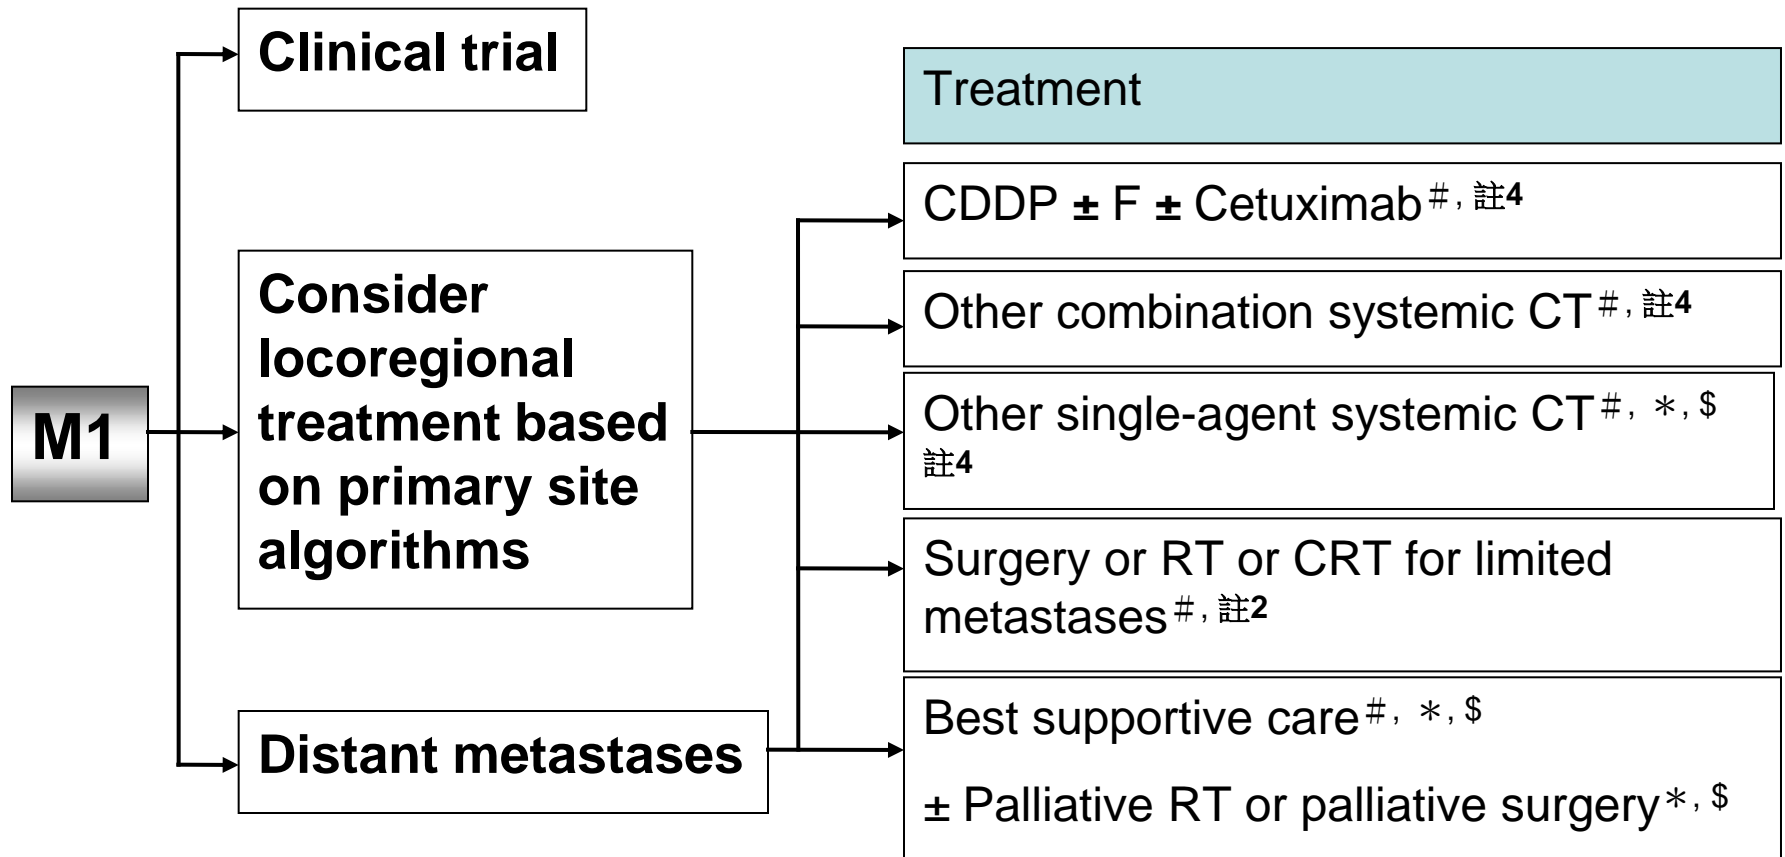 Clinical trial
Treatment
CDDP ± F ± Cetuximab #, 註4
Consider
locoregional
treatment based
on primary site
algorithms
Other combination systemic CT #, 註4
M1
Other single-agent systemic CT #, *, $
註4
Surgery or RT or CRT for limited
metastases #, 註2
Distant metastases
Best supportive care #, *, $
± Palliative RT or palliative surgery *, $